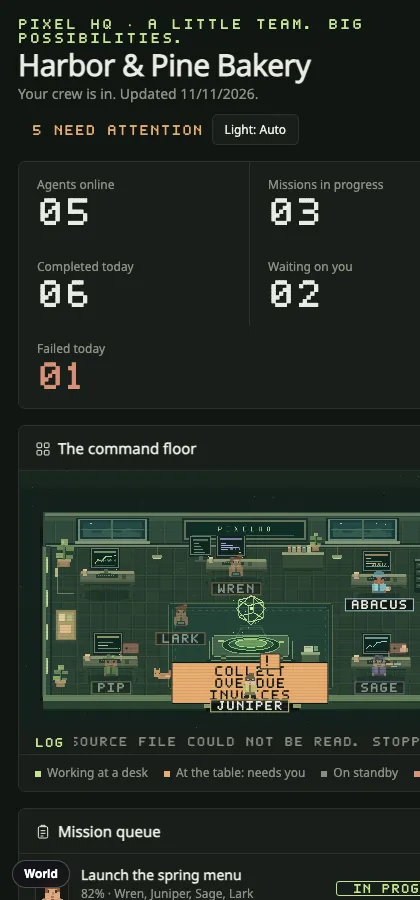 PIXEL HQ · A LITTLE TEAM. BIG
POSSIBILITIES.
Harbor & Pine Bakery
Your crew is in. Updated 11/11/2026.
5 NEED ATTENTION
Light: Auto
Agents online
05
Missions in progress
03
Completed today
06
Waiting on you
02
Failed today
01
The command floor
PIXELHQ
WREN
ABACUS
LARK
!
COLLECT
OVERDUE
INVOICES
PIP
SAGE
JUNIPER
LOG SOURCE FILE COULD NOT BE READ. STOPP
Working at a desk
At the table: needs you
On standby
Mission queue
World
Launch the spring menu
82% · Wren, Juniper, Sage, Lark
IN PROG